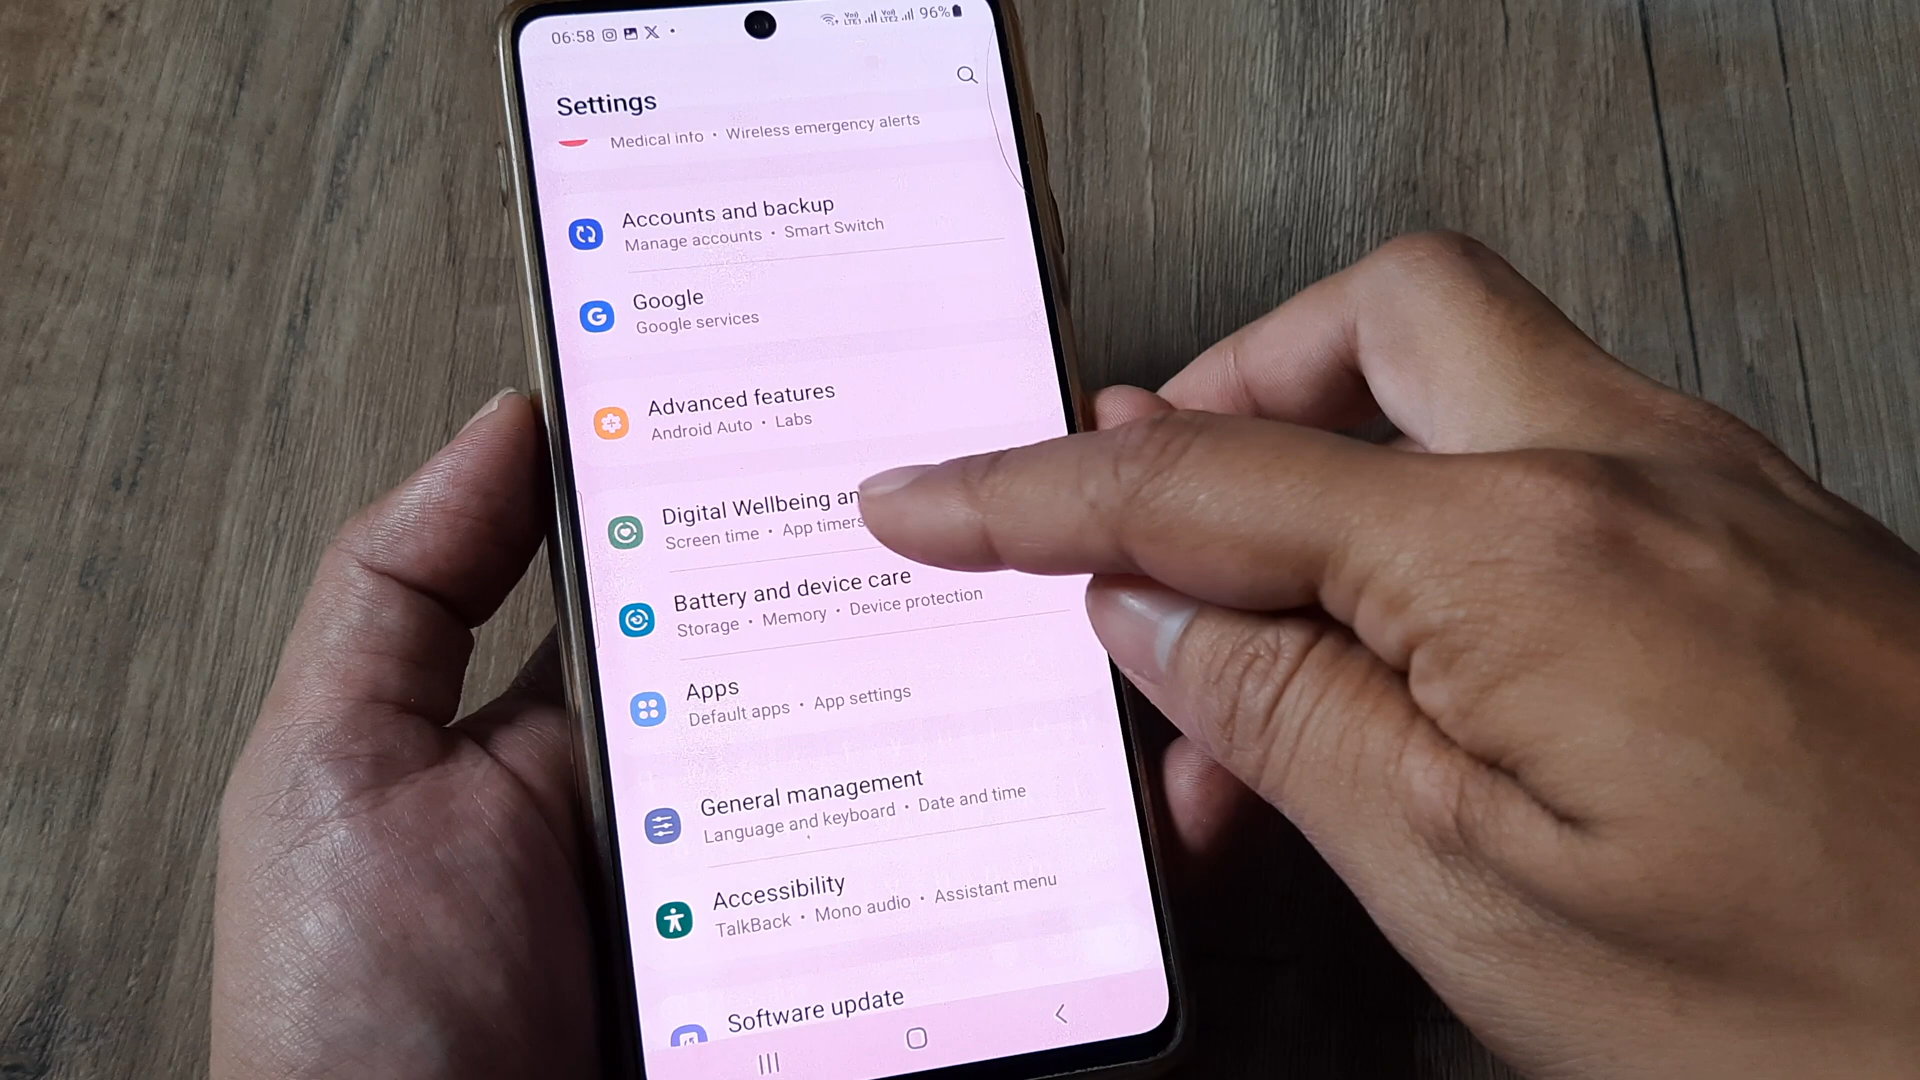 06:58 96%
Settings
Medical info • Wireless emergency alerts
Accounts and backup
Manage accounts • Smart Switch
Google
Google services
Advanced features
Android Auto • Labs
Digital Wellbeing an
Screen time • App timers
Battery and device care
Storage • Memory • Device protection
Apps
Default apps • App settings
General management
Language and keyboard • Date and time
Accessibility
TalkBack • Mono audio • Assistant menu
Software update